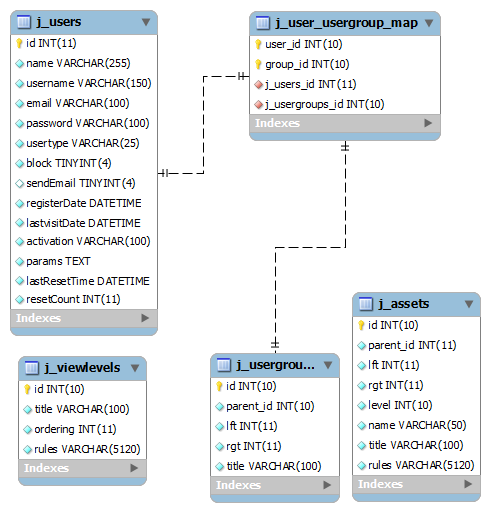 j_users
id INT(11)
name VARCHAR(255)
username VARCHAR(150)
email VARCHAR(100)
password VARCHAR(100)
usertype VARCHAR(25)
block TINYINT(4)
sendEmail TINYINT(4)
registerDate DATETIME
lastvisitDate DATETIME
activation VARCHAR(100)
params TEXT
lastResetTime DATETIME
resetCount INT(11)
Indexes
j_user_usergroup_map
user_id INT(10)
group_id INT(10)
j_users_id INT(11)
j_usergroups_id INT(10)
Indexes
j_viewlevels
id INT(10)
title VARCHAR(100)
ordering INT(11)
rules VARCHAR(5120)
Indexes
j_usergrou...
id INT(10)
parent_id INT(10)
lft INT(11)
rgt INT(11)
title VARCHAR(100)
Indexes
j_assets
id INT(10)
parent_id INT(11)
lft INT(11)
rgt INT(11)
level INT(10)
name VARCHAR(50)
title VARCHAR(100)
rules VARCHAR(5120)
Indexes